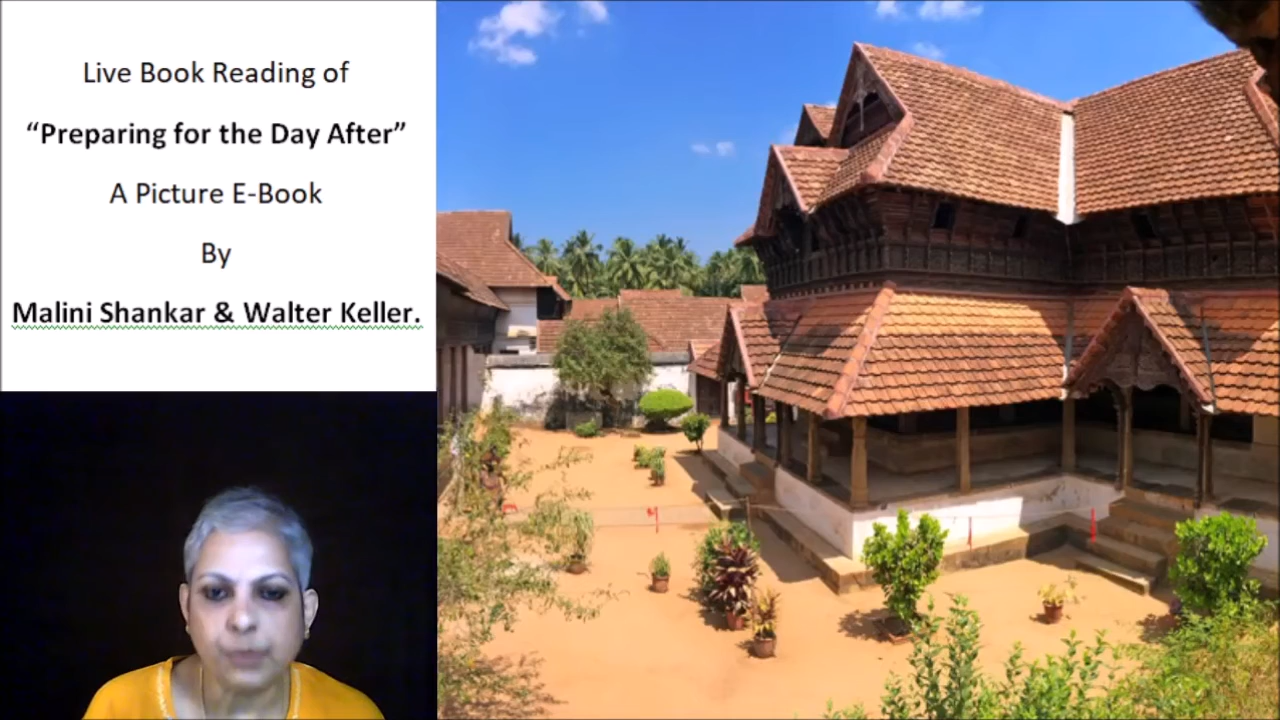 Live Book Reading of
“Preparing for the Day After”
A Picture E-Book
By
Malini Shankar & Walter Keller.